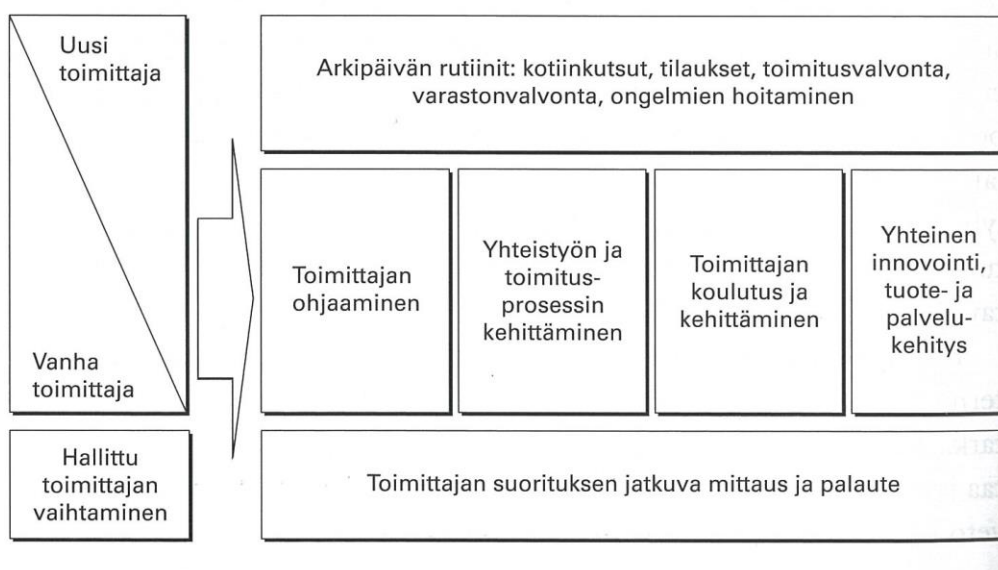 Uusi
toimittaja
Vanha
toimittaja
Hallittu
toimittajan
vaihtaminen
Arkipäivän rutiinit: kotiinkutsut, tilaukset, toimitusvalvonta,
varastonvalvonta, ongelmien hoitaminen
Toimittajan
ohjaaminen
Yhteistyön ja
toimitus-
prosessin
kehittäminen
Toimittajan
koulutus ja
kehittäminen
Yhteinen
innovointi,
tuote- ja
palvelu-
kehitys
Toimittajan suorituksen jatkuva mittaus ja palaute